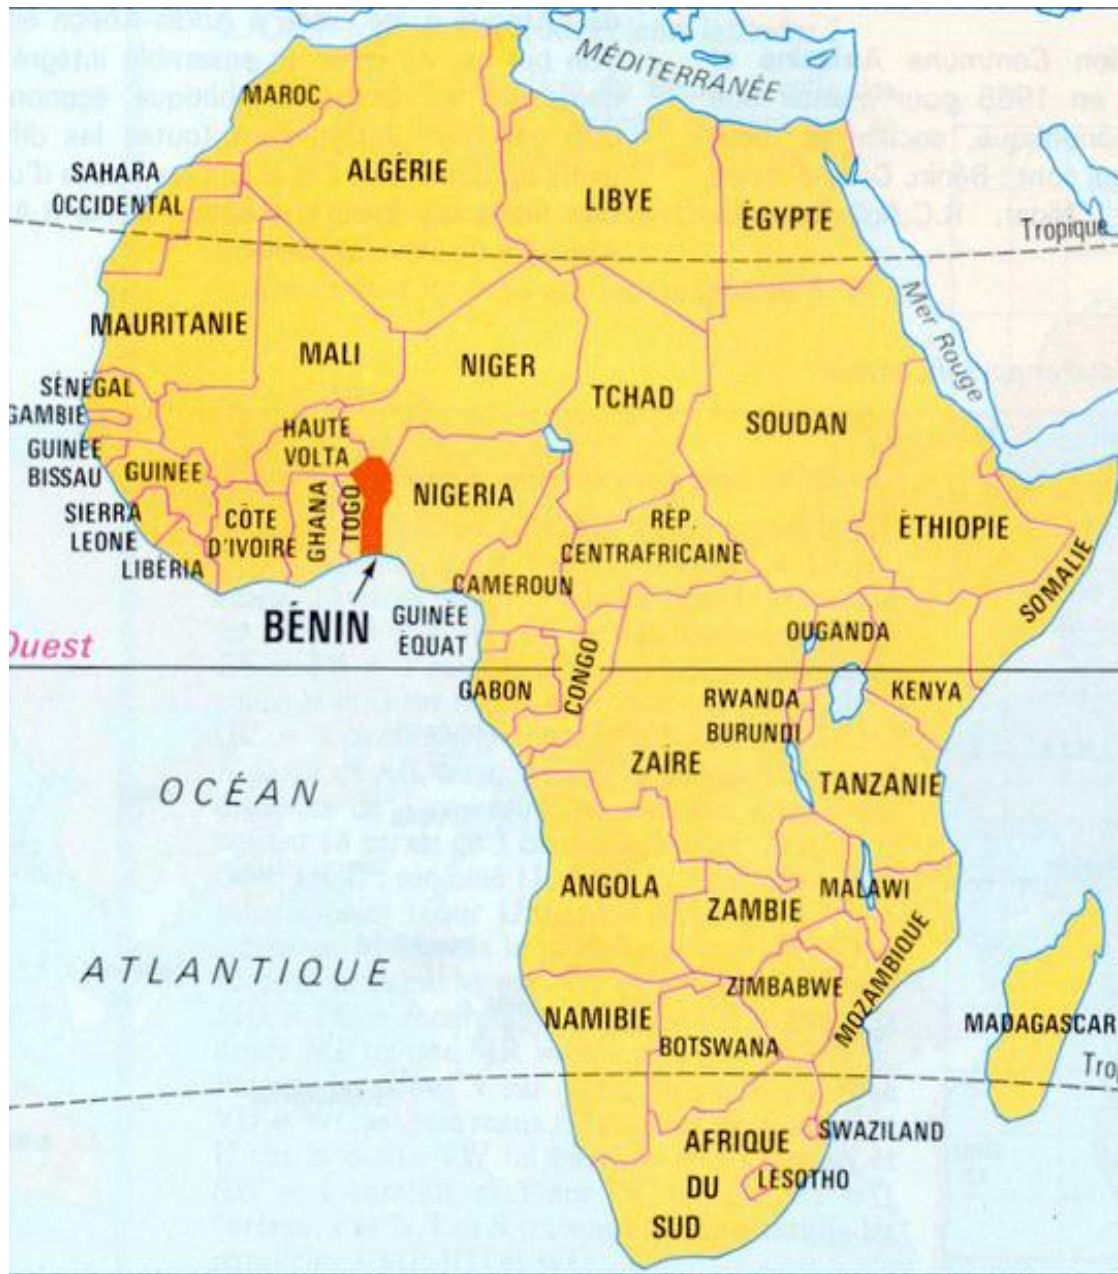 MÉDITERRANÉE
MAROC
ALGÉRIE
SAHARA
OCCIDENTAL
LIBYE
ÉGYPTE
Tropique
MAURITANIE
MALI
NIGER
TCHAD
SOUDAN
Mer Rouge
SÉNÉGAL
GAMBIE
GUINÉE
BISSAU
GUINÉE
HAUTE
VOLTA
NIGERIA
SIERRA
LEONE
CÔTE
D'IVOIRE
GHANA
TOGO
LIBÉRIA
RÉP.
CENTRAFRICAINE
ÉTHIOPIE
SOMALIE
CAMEROUN
BÉNIN
GUINÉE
ÉQUAT
OUGANDA
Ouest
GABON
CONGO
RWANDA
BURUNDI
KENYA
ZAÏRE
TANZANIE
OCÉAN
ATLANTIQUE
ANGOLA
ZAMBIE
MALAWI
MOZAMBIQUE
ZIMBABWE
NAMIBIE
BOTSWANA
MADAGASCAR
Trop
SWAZILAND
AFRIQUE
DU
SUD
LÉSOTHO